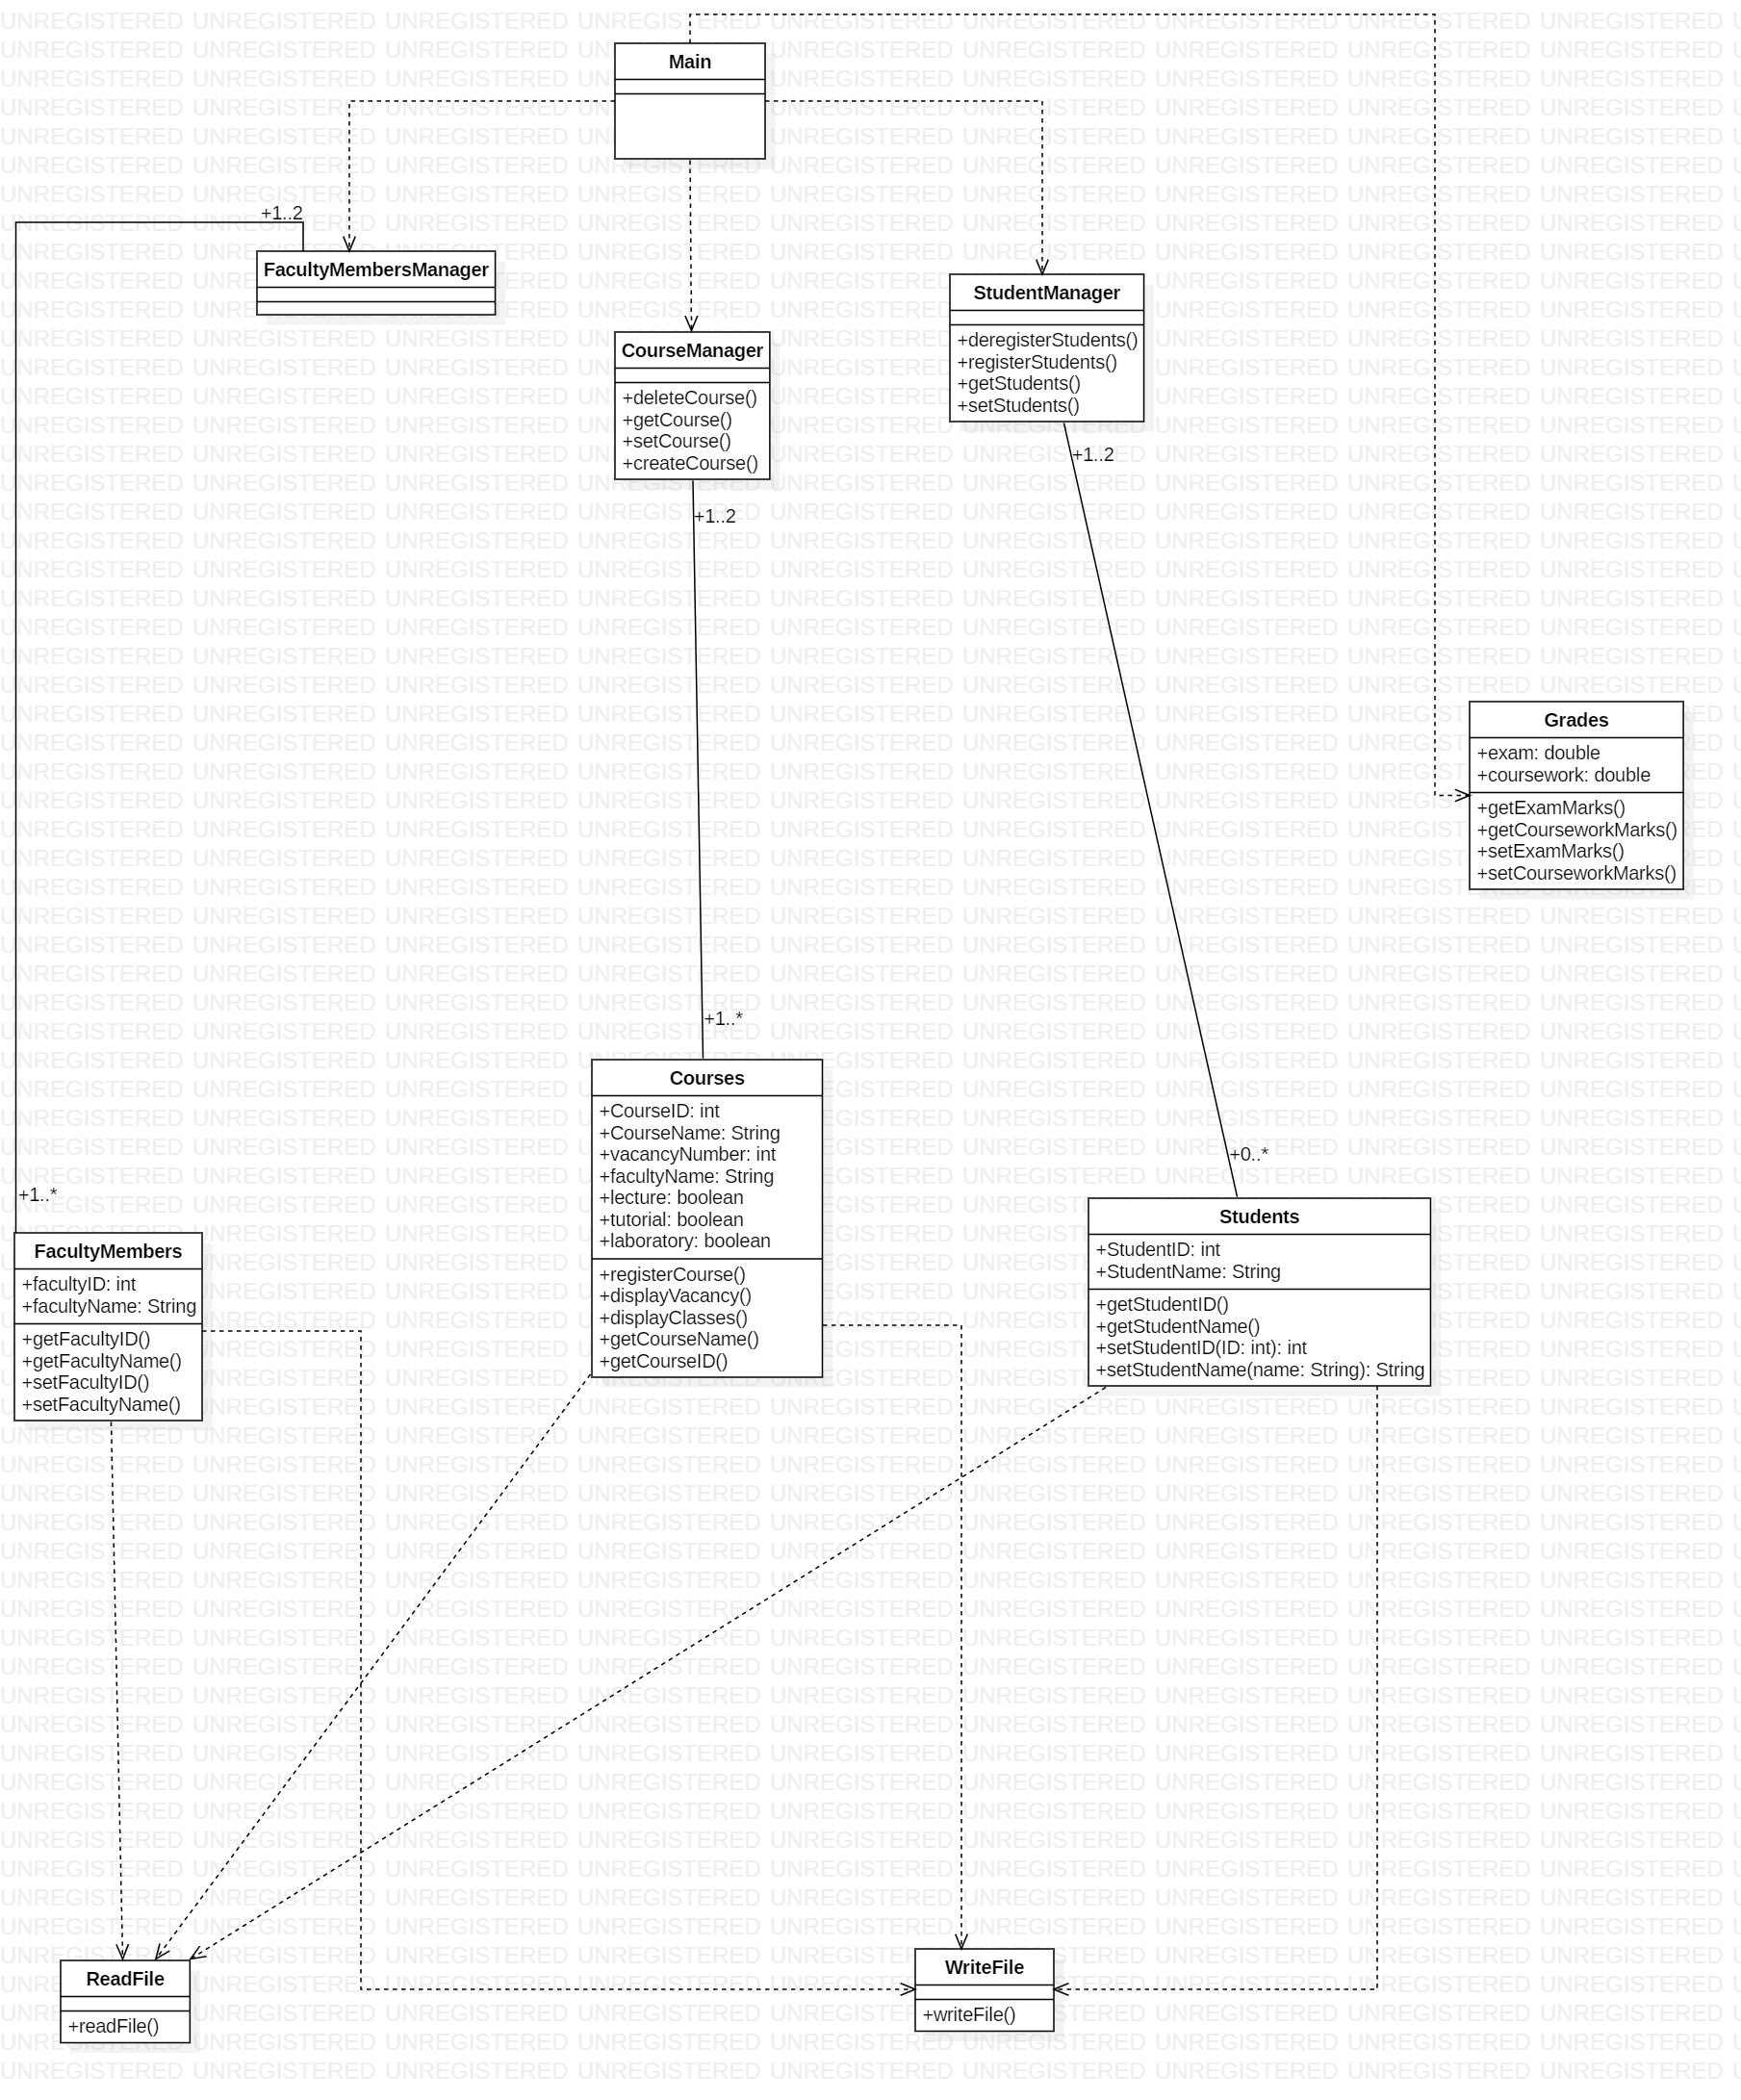 Main
+1..2
FacultyMembersManager
StudentManager
+deregisterStudents()
+registerStudents()
+getStudents()
+setStudents()
CourseManager
+deleteCourse()
+getCourse()
+setCourse()
+createCourse()
+1..2
+1..2
Grades
+exam: double
+coursework: double
+getExamMarks()
+getCourseworkMarks()
+setExamMarks()
+setCourseworkMarks()
+1..*
Courses
+CourseID: int
+CourseName: String
+vacancyNumber: int
+facultyName: String
+lecture: boolean
+tutorial: boolean
+laboratory: boolean
+registerCourse()
+displayVacancy()
+displayClasses()
+getCourseName()
+getCourseID()
+0..*
Students
+StudentID: int
+StudentName: String
+getStudentID()
+getStudentName()
+setStudentID(ID: int): int
+setStudentName(name: String): String
+1..*
FacultyMembers
+facultyID: int
+facultyName: String
+getFacultyID()
+getFacultyName()
+setFacultyID()
+setFacultyName()
ReadFile
+readFile()
WriteFile
+writeFile()
UNREGISTERED